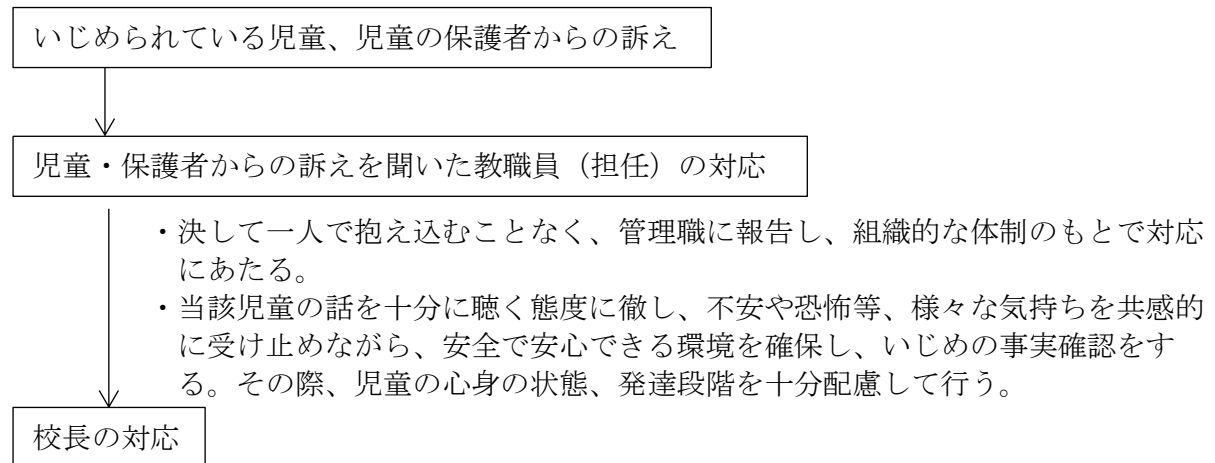 いじめられている児童、児童の保護者からの訴え
児童・保護者からの訴えを聞いた教職員（担任）の対応
・決して一人で抱え込むことなく、管理職に報告し、組織的な体制のもとで対応
にあたる。
・当該児童の話を十分に聴く態度に徹し、不安や恐怖等、様々な気持ちを共感的
に受け止めながら、安全で安心できる環境を確保し、いじめの事実確認をす
る。その際、児童の心身の状態、発達段階を十分配慮して行う。
校長の対応